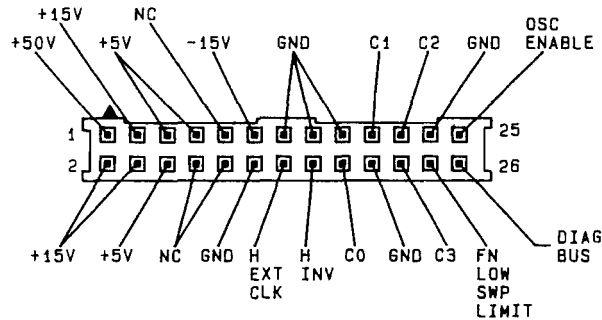 +15V NC OSC
+50V +5V -15V GND C1 C2 GND ENABLE
1 25
2 26
DIAG
+15V +5V NC GND H H C0 GND C3 FN BUS
EXT INV LOW
CLK SWP
LIMIT